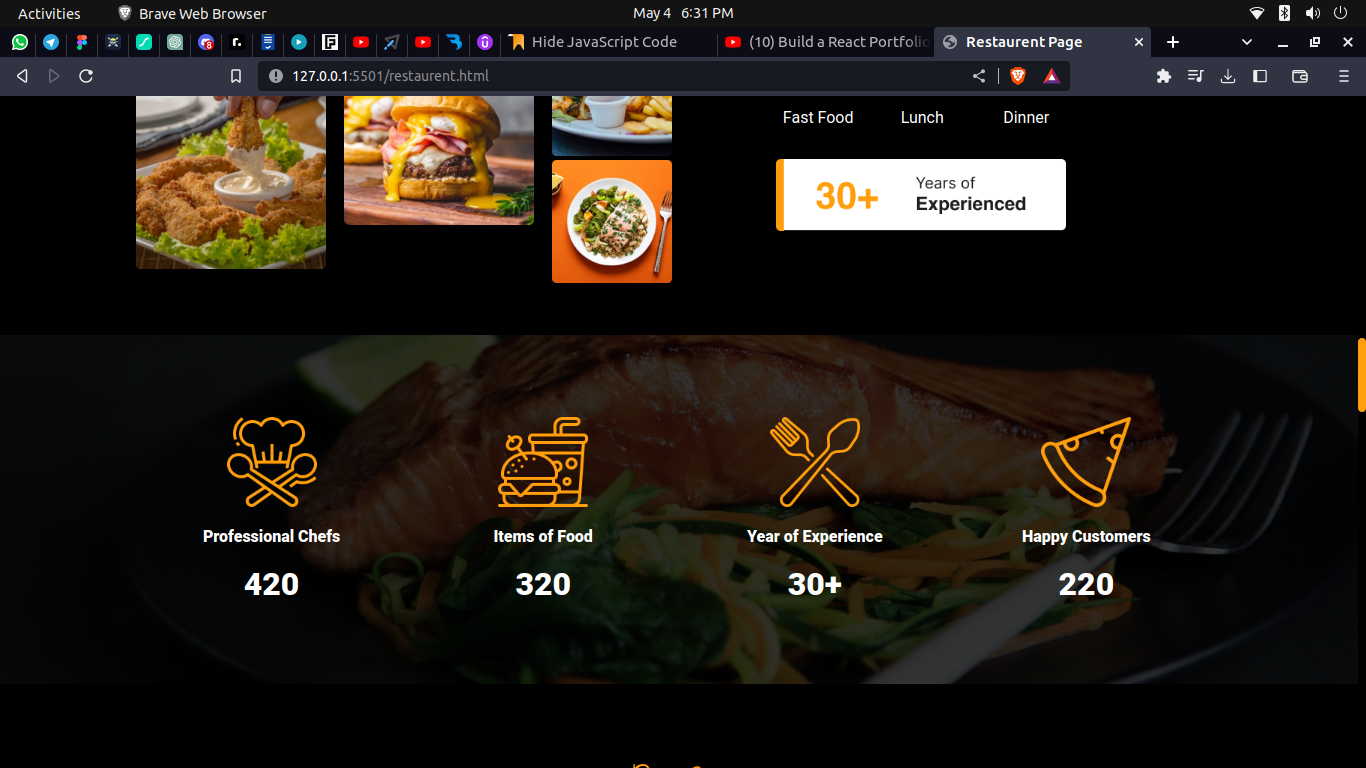 Activities Brave Web Browser May 4 6:31 PM
Hide JavaScript Code (10) Build a React Portfolio Restaurent Page
127.0.0.1:5501/restaurent.html
Fast Food Lunch Dinner
30+ Years of
Experienced
Professional Chefs Items of Food Year of Experience Happy Customers
420 320 30+ 220